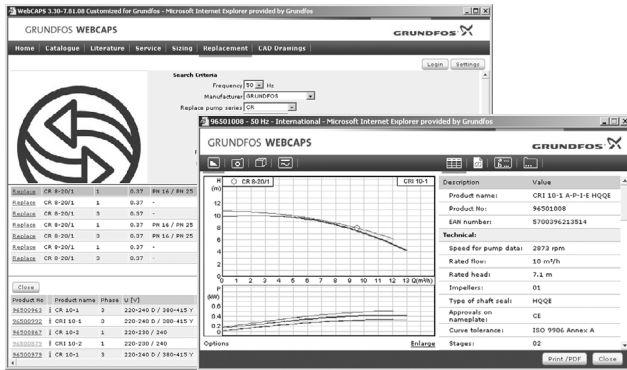 WebCAPS 3.30-7.01.00 Customized for Grundfos - Microsoft Internet Explorer provided by Grundfos
GRUNDFOS WEBCAPS
GRUNDFOS
Home Catalogue Literature Service Sizing Replacement CAD Drawings
Login Settings
Search Criteria
Frequency 50 Hz
Manufacturer GRUNDFOS
Replace pump series CR
Replace CR 8-20/1 1 0.37 PN 16 / PN 25
Replace CR 8-20/1 1 0.37 -
Replace CR 8-20/1 3 0.37 -
Replace CR 8-20/1 3 0.37 PN 16 / PN 25
Replace CR 8-20/1 1 0.37 PN 16 / PN 25
Replace CR 8-20/1 1 0.37 -
Replace CR 8-20/1 3 0.37 -
Close
Product No Product name Phase U [V]
96500963 CR 10-1 3 220-240 D / 380-415 Y
96500992 CRI 10-1 3 220-240 D / 380-415 Y
96500867 CR 10-2 1 220-230 / 240
CRI 10-2 1 220-230 / 240
96500979 CR 10-1 3 220-240 D / 380-415 Y
96501008 - 50 Hz - International - Microsoft Internet Explorer provided by Grundfos
GRUNDFOS WEBCAPS
GRUNDFOS
H
(m)
CR 8-20/1
CRI 10-1
12
10
8
6
4
2
0
0 1 2 3 4 5 6 7 8 9 10 11 12 13 Q(m³/h)
P
(kW)
0.6
0.4
0.2
0
Options
Enlarge
Description Value
Product name: CRI 10-1 A-P-I-E HQQE
Product No: 96501008
EAN number: 5700396213514
Technical:
Speed for pump data: 2873 rpm
Rated flow: 10 m³/h
Rated head: 7.1 m
Impellers: 01
Type of shaft seal: HQQE
Approvals on nameplate: CE
Curve tolerance: ISO 9906 Annex A
Stages: 02
Print /PDF Close